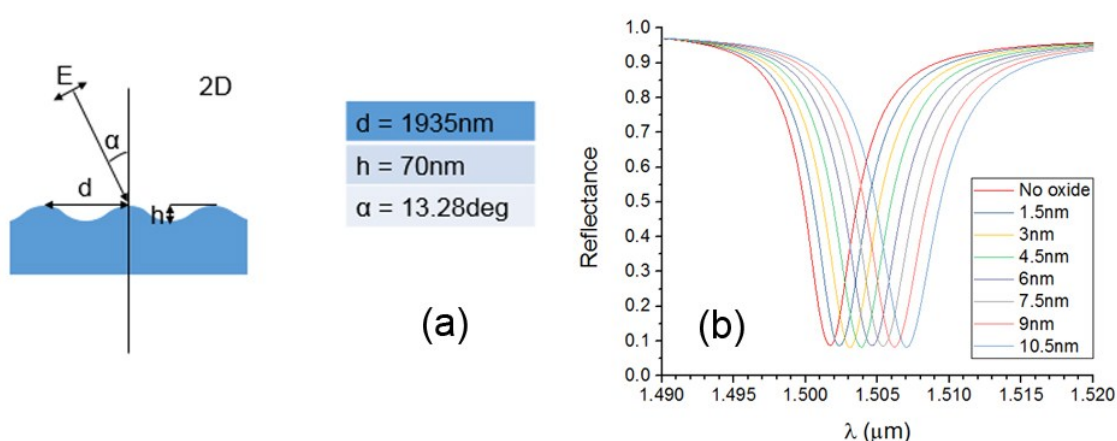 E
2D
α
d
h
d = 1935nm
h = 70nm
α = 13.28deg
(a)
Reflectance
1.0
0.9
0.8
0.7
0.6
0.5
0.4
0.3
0.2
0.1
0.0
(b)
No oxide
1.5nm
3nm
4.5nm
6nm
7.5nm
9nm
10.5nm
1.490 1.495 1.500 1.505 1.510 1.515 1.520
λ (μm)